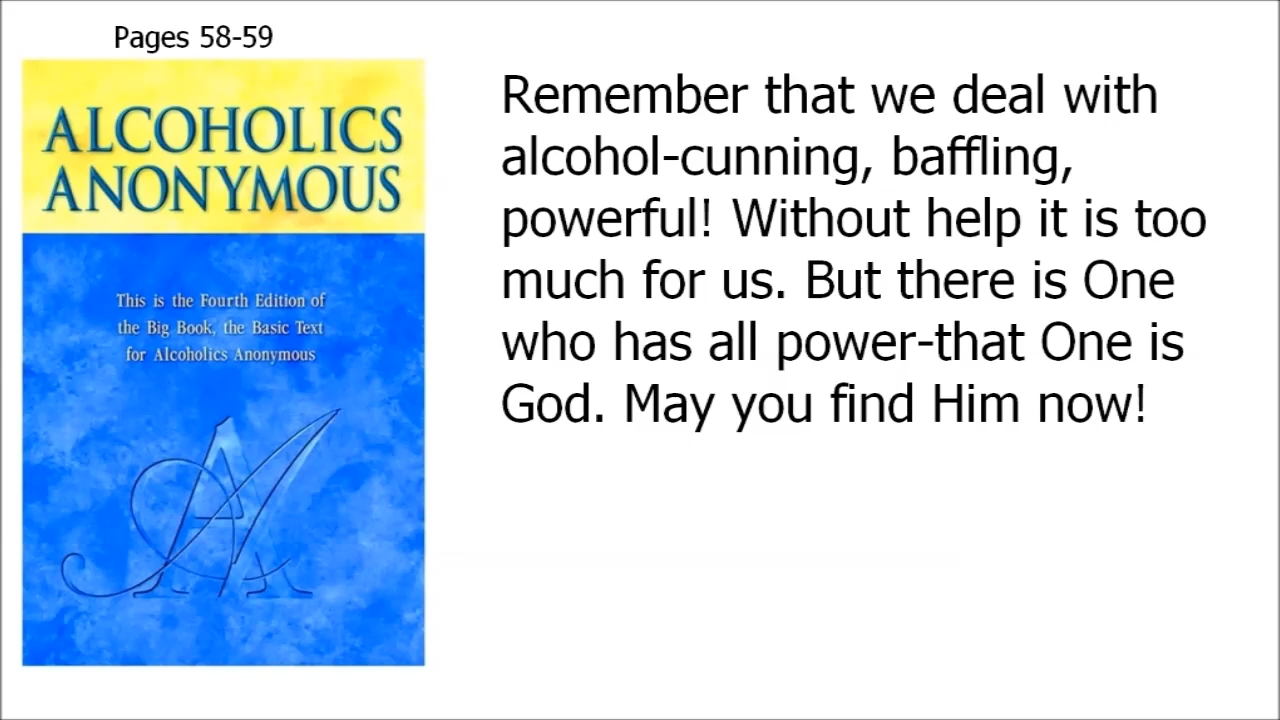 Pages 58-59
ALCOHOLICS
ANONYMOUS
This is the Fourth Edition of
the Big Book, the Basic Text
for Alcoholics Anonymous
AA
Remember that we deal with
alcohol-cunning, baffling,
powerful! Without help it is too
much for us. But there is One
who has all power-that One is
God. May you find Him now!